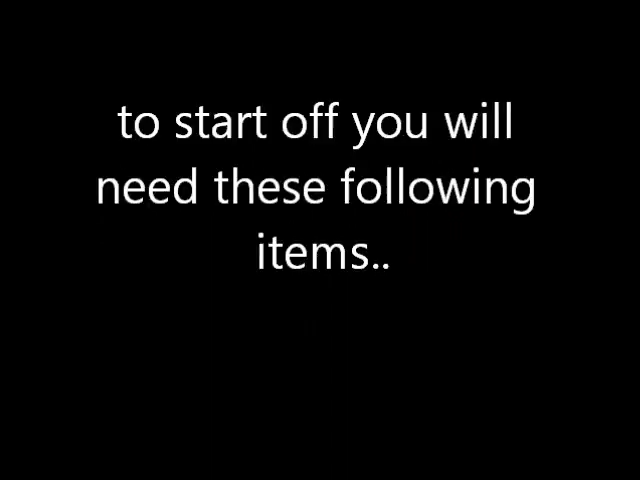 to start off you will
need these following
items..